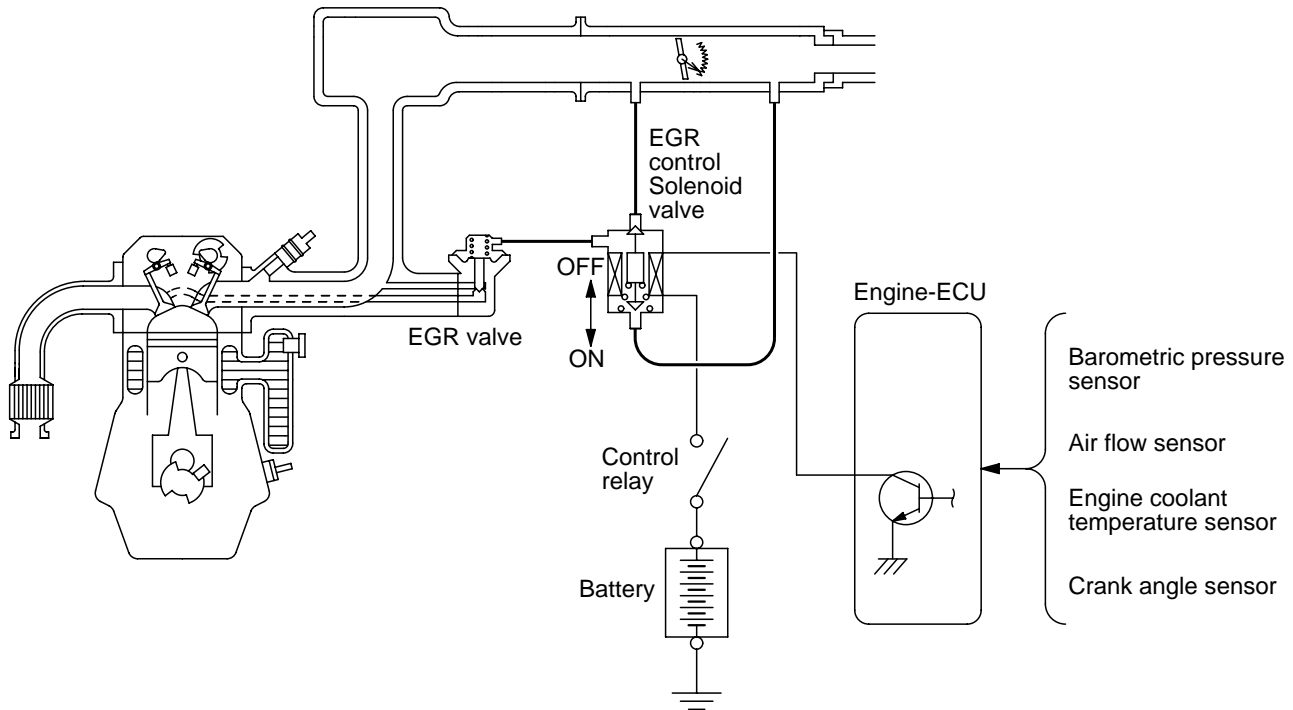 EGR
control
Solenoid
valve
OFF
ON
EGR valve
Engine-ECU
Barometric pressure
sensor
Air flow sensor
Engine coolant
temperature sensor
Crank angle sensor
Control
relay
Battery